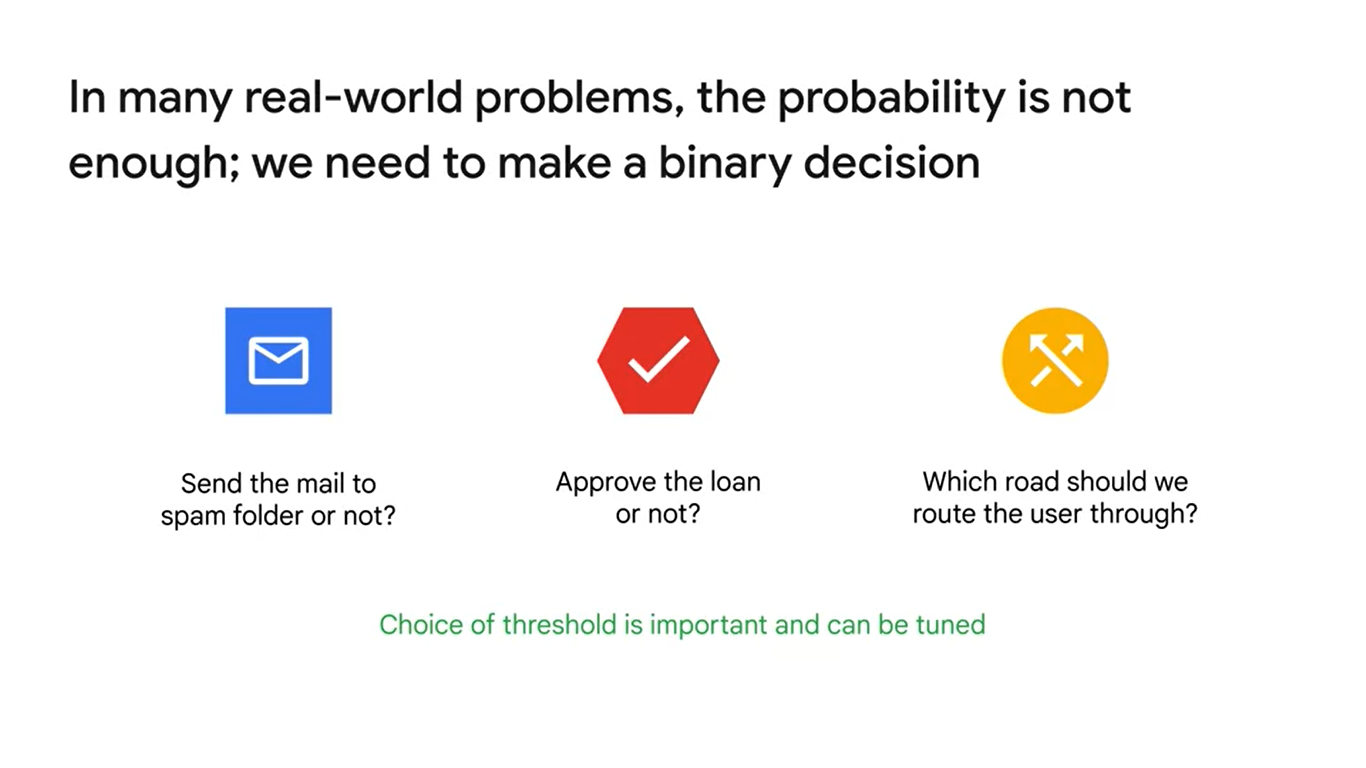 In many real-world problems, the probability is not
enough; we need to make a binary decision
Send the mail to
spam folder or not?
Approve the loan
or not?
Which road should we
route the user through?
Choice of threshold is important and can be tuned